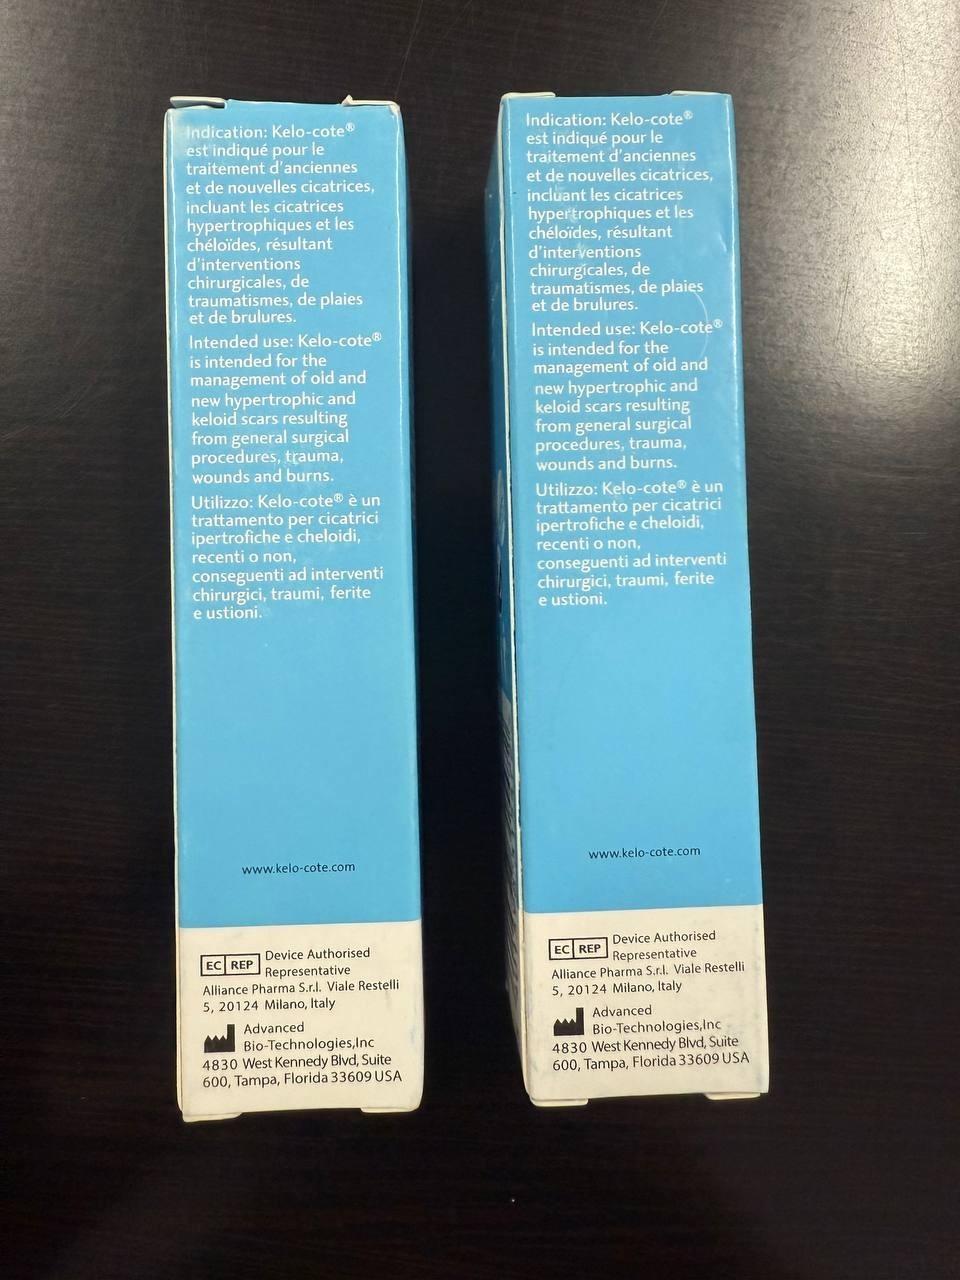 Indication: Kelo-cote®
est indiqué pour le
traitement d'anciennes
et de nouvelles cicatrices,
incluant les cicatrices
hypertrophiques et les
chéloïdes, résultant
d'interventions
chirurgicales, de
traumatismes, de plaies
et de brulures.
Intended use: Kelo-cote®
is intended for the
management of old and
new hypertrophic and
keloid scars resulting
from general surgical
procedures, trauma,
wounds and burns.
Utilizzo: Kelo-cote® è un
trattamento per cicatrici
ipertrofiche e cheloidi,
recenti o non,
conseguenti ad interventi
chirurgici, traumi, ferite
e ustioni.
www.kelo-cote.com
EC REP Device Authorised
Representative
Alliance Pharma S.r.l. Viale Restelli
5, 20124 Milano, Italy
Advanced
Bio-Technologies,Inc
4830 West Kennedy Blvd, Suite
600, Tampa, Florida 33609 USA
Indication: Kelo-cote®
est indiqué pour le
traitement d'anciennes
et de nouvelles cicatrices,
incluant les cicatrices
hypertrophiques et les
chéloïdes, résultant
d'interventions
chirurgicales, de
traumatismes, de plaies
et de brulures.
Intended use: Kelo-cote®
is intended for the
management of old and
new hypertrophic and
keloid scars resulting
from general surgical
procedures, trauma,
wounds and burns.
Utilizzo: Kelo-cote® è un
trattamento per cicatrici
ipertrofiche e cheloidi,
recenti o non,
conseguenti ad interventi
chirurgici, traumi, ferite
e ustioni.
www.kelo-cote.com
EC REP Device Authorised
Representative
Alliance Pharma S.r.l. Viale Restelli
5, 20124 Milano, Italy
Advanced
Bio-Technologies,Inc
4830 West Kennedy Blvd, Suite
600, Tampa, Florida 33609 USA